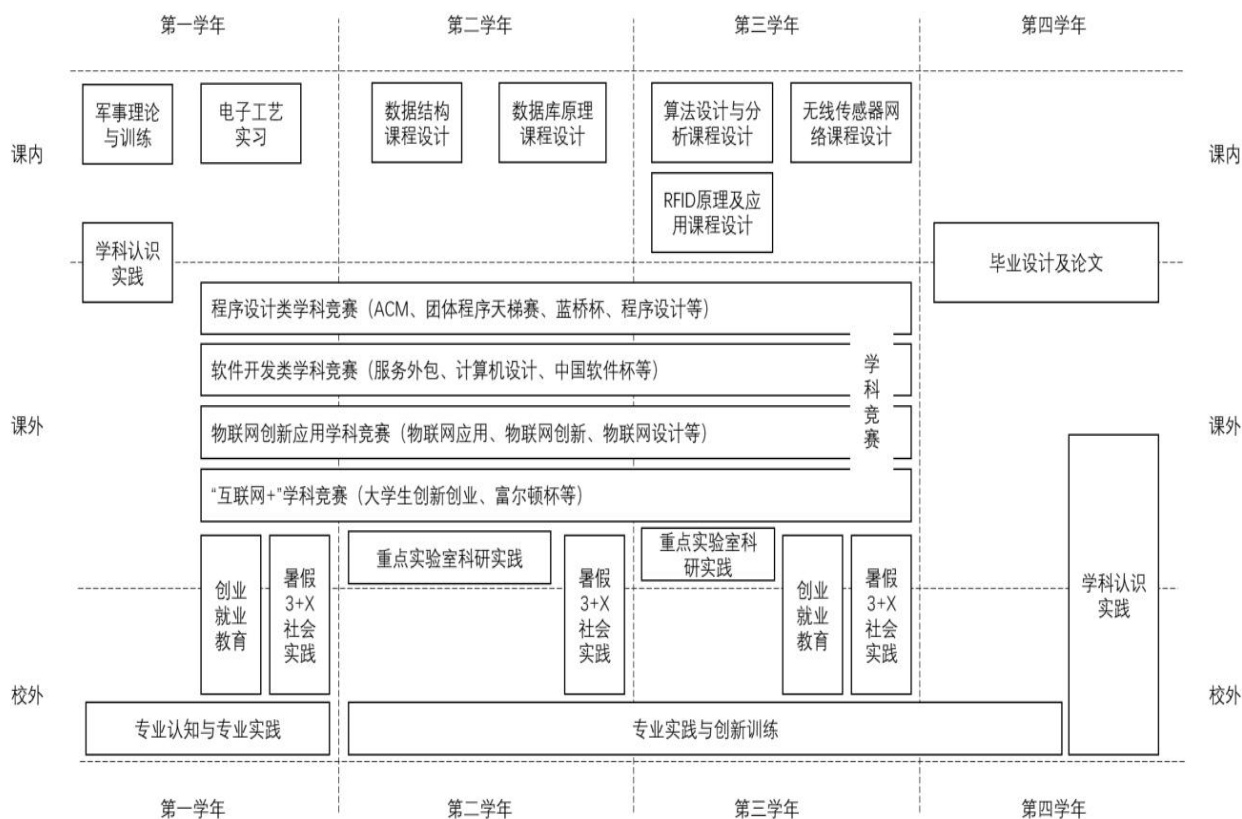 第一学年
第二学年
第三学年
第四学年
军事理论
与训练
电子工艺
实习
数据结构
课程设计
数据库原理
课程设计
算法设计与分
析课程设计
无线传感器网
络课程设计
课内
课内
RFID原理及应
用课程设计
学科认识
实践
毕业设计及论文
程序设计类学科竞赛（ACM、团体程序天梯赛、蓝桥杯、程序设计等）
软件开发类学科竞赛（服务外包、计算机设计、中国软件杯等）
物联网创新应用学科竞赛（物联网应用、物联网创新、物联网设计等）
“互联网+”学科竞赛（大学生创新创业、富尔顿杯等）
学
科
竞
赛
课外
课外
创业
就业
教育
暑假
3+X
社会
实践
重点实验室科研实践
暑假
3+X
社会
实践
重点实验室科
研实践
创业
就业
教育
暑假
3+X
社会
实践
学科认识
实践
校外
校外
专业认知与专业实践
专业实践与创新训练
第一学年
第二学年
第三学年
第四学年